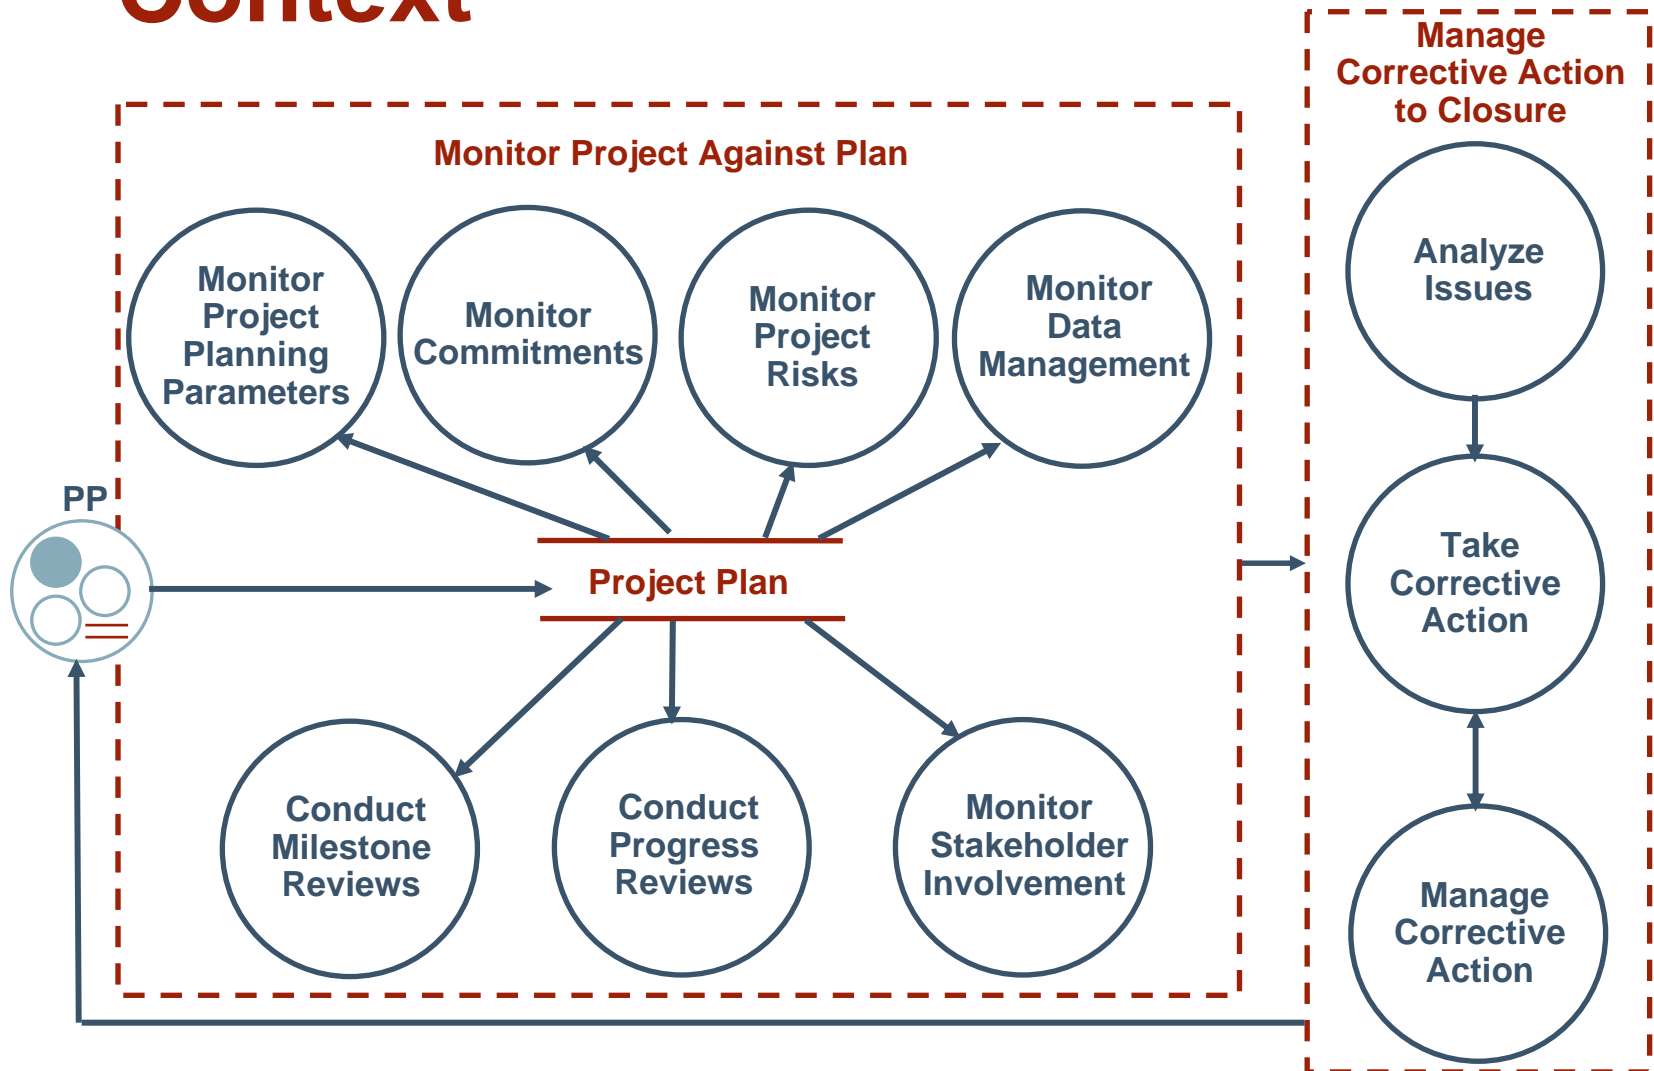 Context
Manage
Corrective Action
to Closure
Monitor Project Against Plan
Monitor
Project
Planning
Parameters
Monitor
Commitments
Monitor
Project
Risks
Monitor
Data
Management
Analyze
Issues
PP
Project Plan
Take
Corrective
Action
Conduct
Milestone
Reviews
Conduct
Progress
Reviews
Monitor
Stakeholder
Involvement
Manage
Corrective
Action